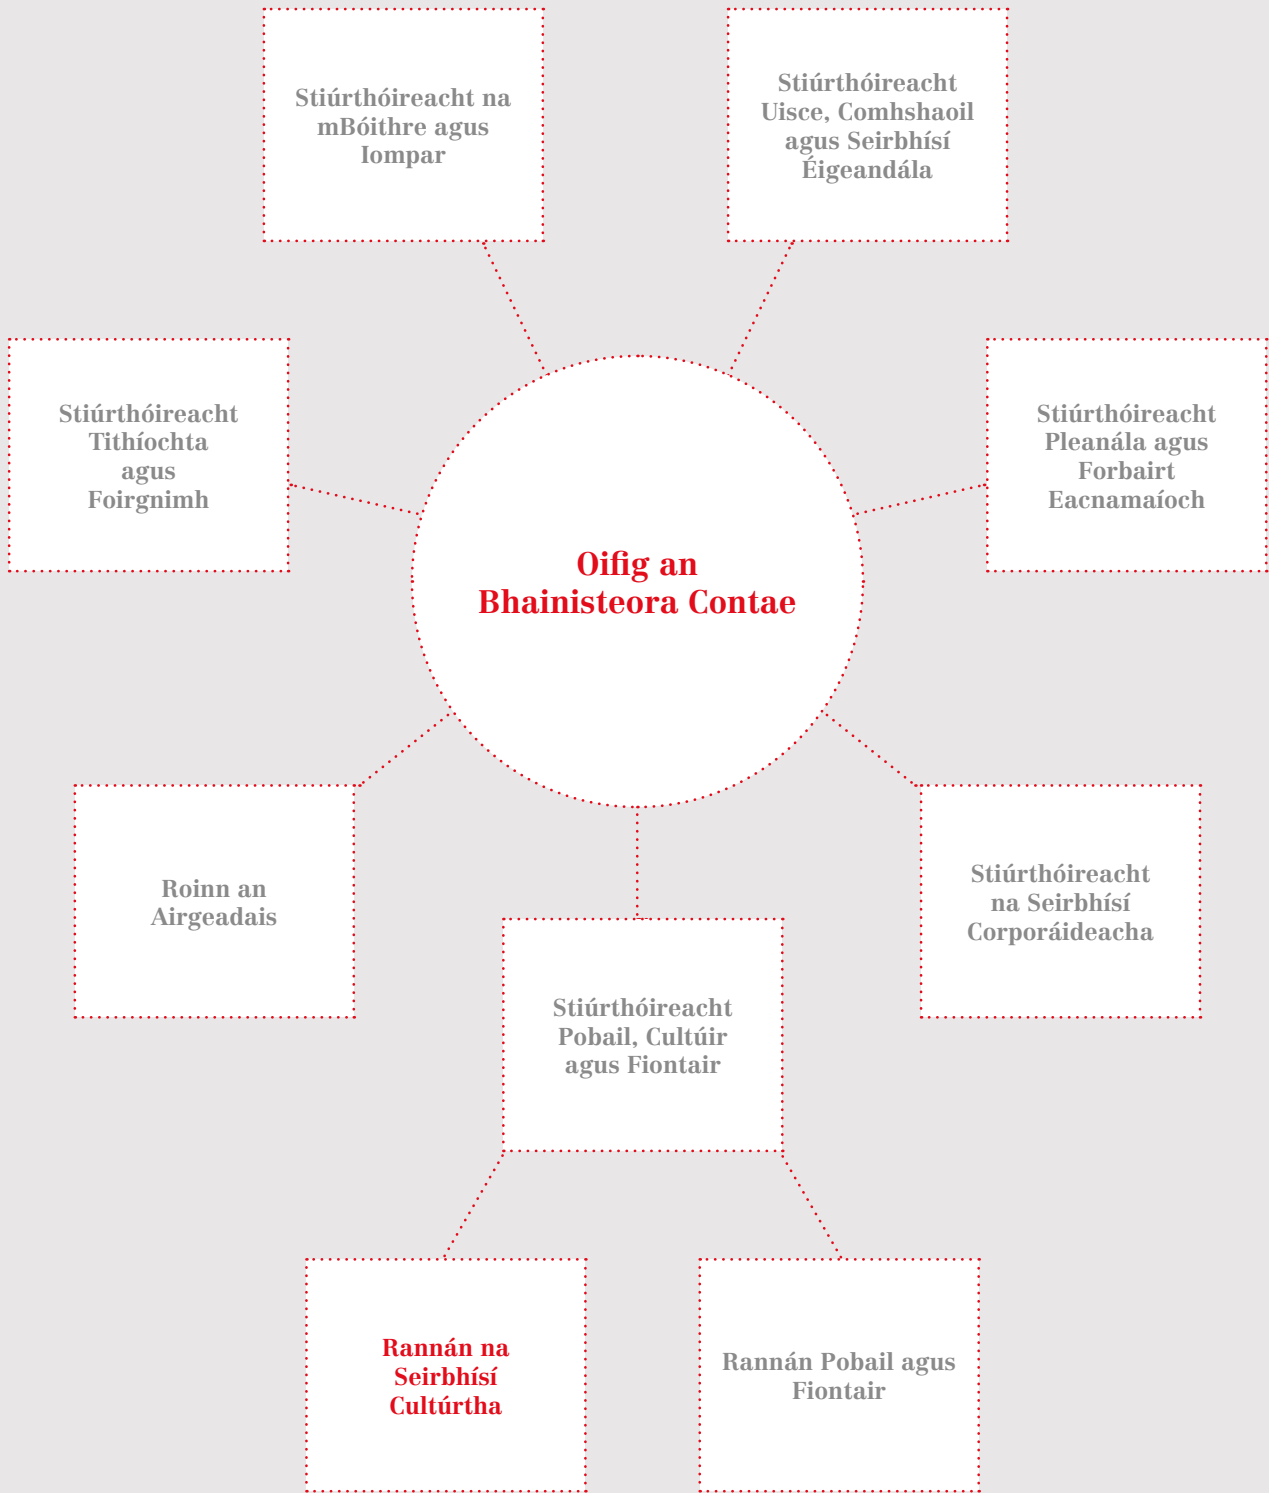 Stiúrthóireacht na
mBóithre agus
Iompar
Stiúrthóireacht
Uisce, Comhshaoil
agus Seirbhísí
Éigeandála
Stiúrthóireacht
Tithíochta
agus
Foirgnimh
Stiúrthóireacht
Pleanála agus
Forbairt
Eacnamaíoch
Oifig an
Bhainisteora Contae
Roinn an
Airgeadais
Stiúrthóireacht
na Seirbhísí
Corporáideacha
Stiúrthóireacht
Pobail, Cultúir
agus Fiontair
Rannán na
Seirbhísí
Cultúrtha
Rannán Pobail agus
Fiontair